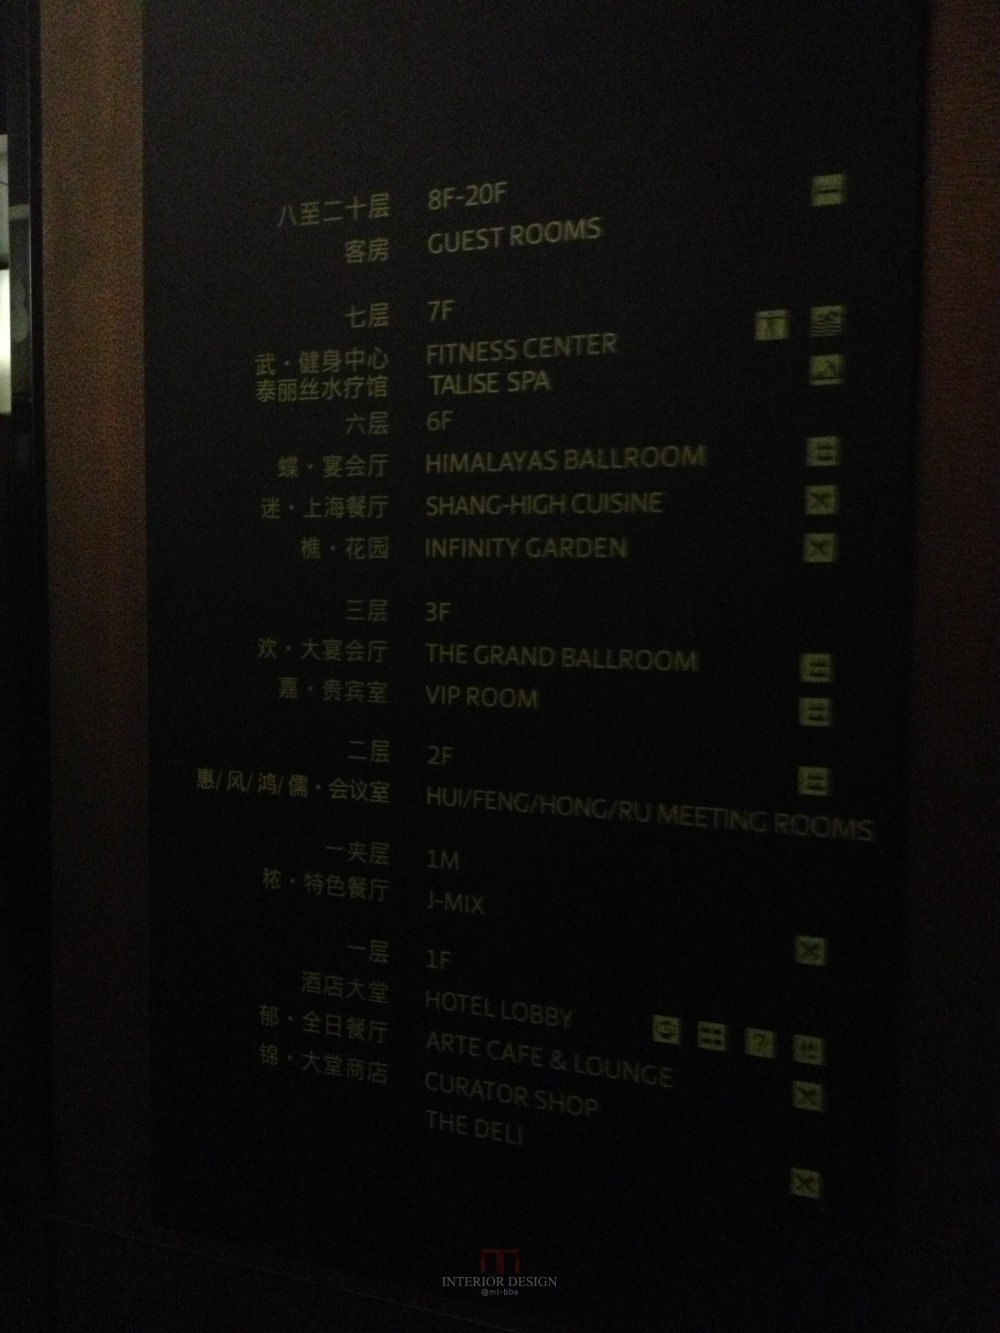 八至二十层 8F-20F
客房 GUEST ROOMS
七层 7F
武·健身中心 FITNESS CENTER
泰丽丝水疗馆 TALISE SPA
六层 6F
蝶·宴会厅 HIMALAYAS BALLROOM
迷·上海餐厅 SHANG-HIGH CUISINE
樵·花园 INFINITY GARDEN
三层 3F
欢·大宴会厅 THE GRAND BALLROOM
嘉·贵宾室 VIP ROOM
二层 2F
惠/风/鸿/儒·会议室 HUI/FENG/HONG/RU MEETING ROOMS
一夹层 1M
秾·特色餐厅 J-MIX
一层 1F
酒店大堂 HOTEL LOBBY
郁·全日餐厅 ARTE CAFE & LOUNGE
锦·大堂商店 CURATOR SHOP
THE DELI
INTERIOR DESIGN
@mt-bbs